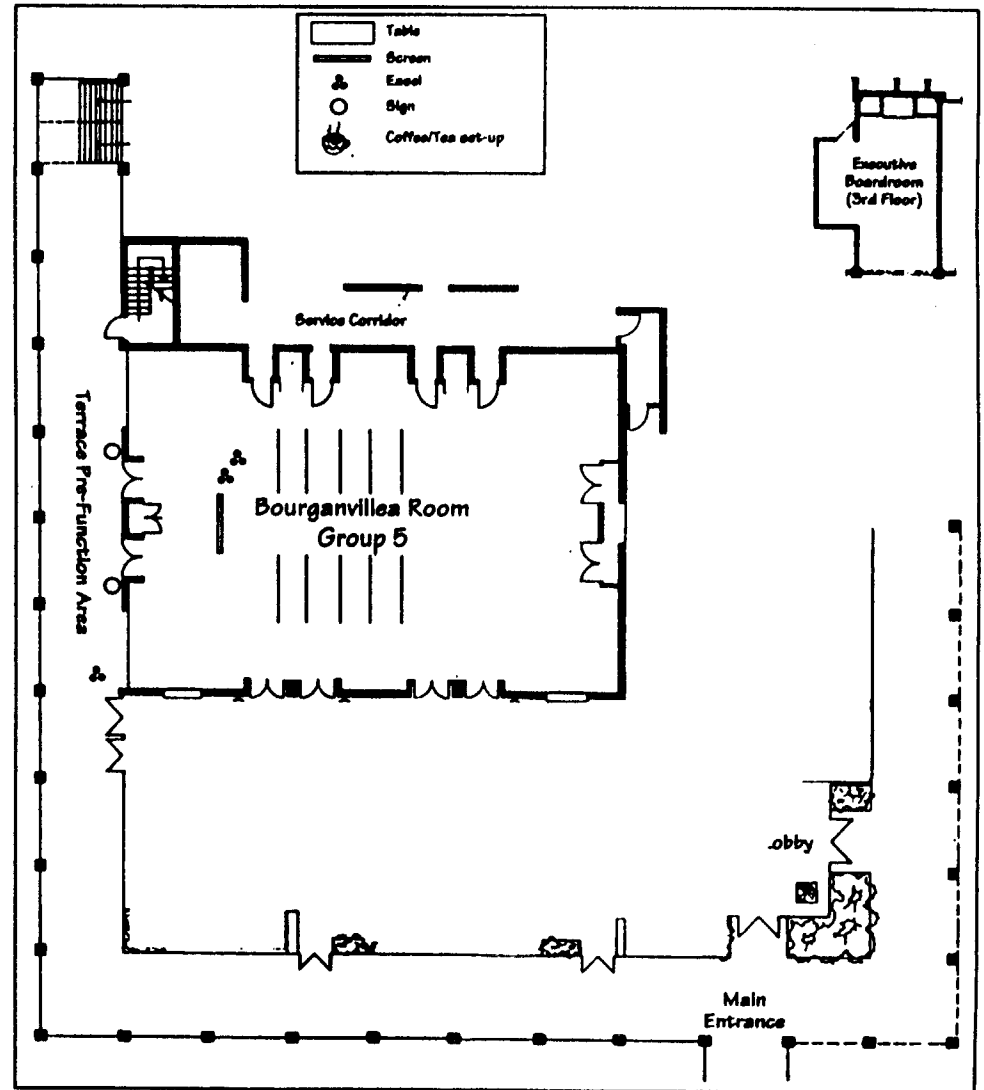 Table
Screen
Easel
Sign
Coffee/Tea set-up
Executive
Boardroom
(3rd Floor)
Service Corridor
Terrace Pre-Function Area
Bourganvillea Room
Group 5
.obby
Main
Entrance